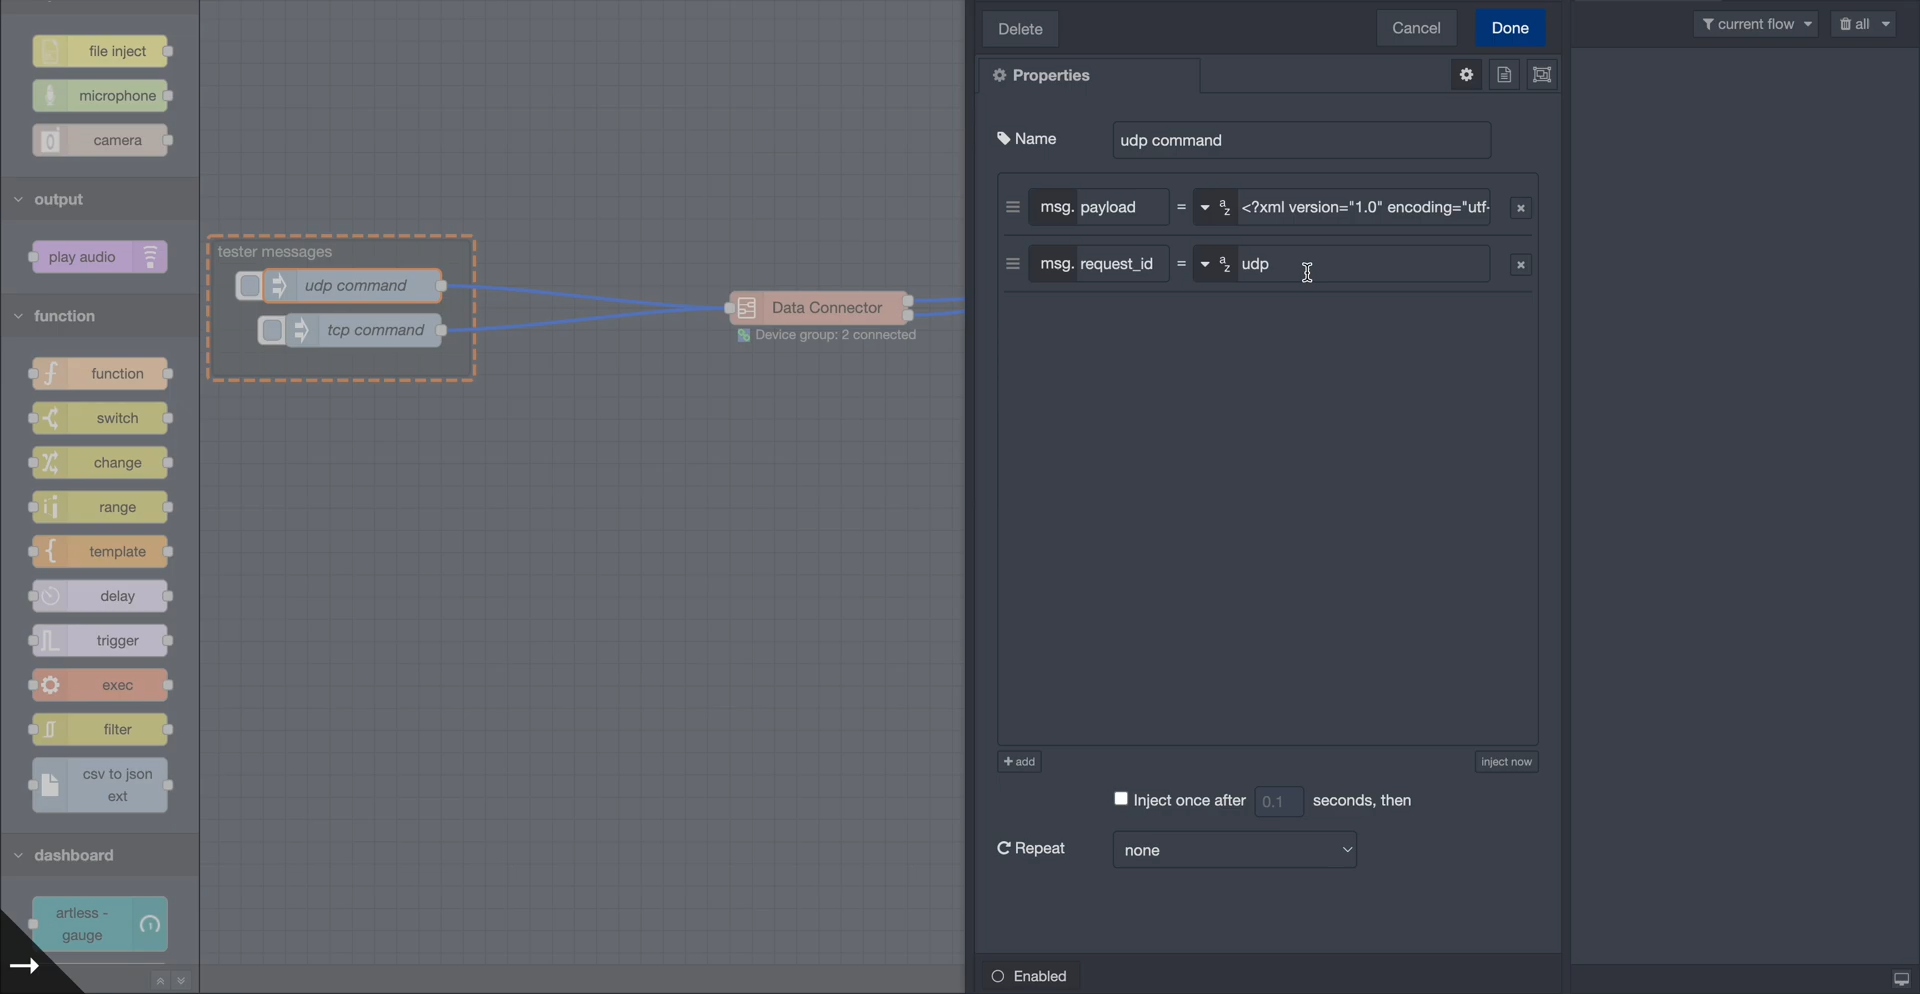 file inject
microphone
camera
output
play audio
function
function
switch
change
range
template
delay
trigger
exec
filter
csv to json
ext
dashboard
artless -
gauge
tester messages
udp command
tcp command
Data Connector
Device group: 2 connected
Delete
Cancel
Done
Properties
Name
udp command
msg. payload = az <?xml version="1.0" encoding="utf-
msg. request_id = az udp
+ add
inject now
Inject once after 0.1 seconds, then
Repeat
none
Enabled
current flow
all